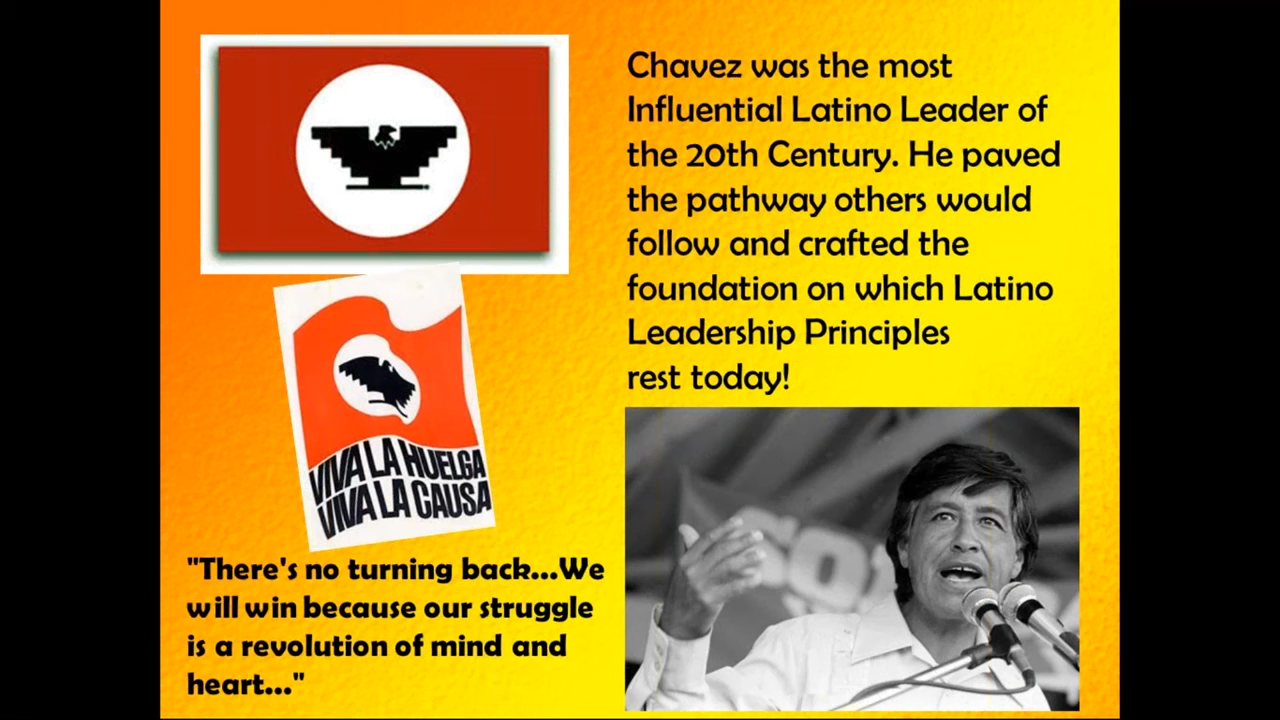 Chavez was the most
Influential Latino Leader of
the 20th Century. He paved
the pathway others would
follow and crafted the
foundation on which Latino
Leadership Principles
rest today!
VIVA LA HUELGA
VIVA LA CAUSA
"There's no turning back...We
will win because our struggle
is a revolution of mind and
heart..."